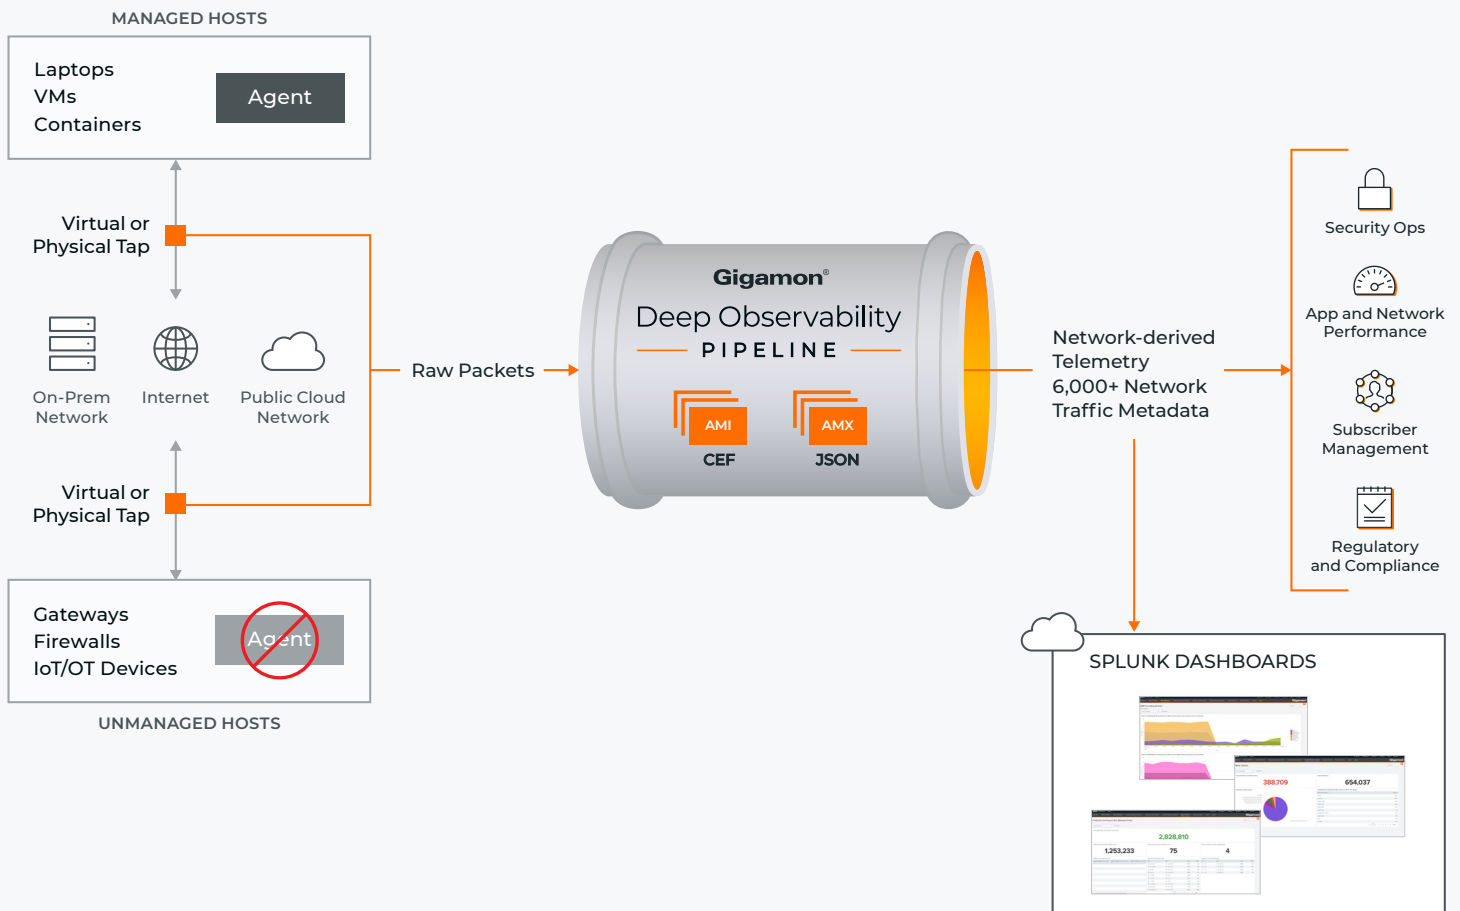 MANAGED HOSTS
Laptops
VMs
Containers
Agent
Virtual or
Physical Tap
On-Prem
Network
Internet
Public Cloud
Network
Virtual or
Physical Tap
Gateways
Firewalls
IoT/OT Devices
Agent
UNMANAGED HOSTS
Raw Packets
Gigamon®
Deep Observability
PIPELINE
AMI
CEF
AMX
JSON
Network-derived
Telemetry
6,000+ Network
Traffic Metadata
Security Ops
App and Network
Performance
Subscriber
Management
Regulatory
and Compliance
SPLUNK DASHBOARDS
388,709
654,037
2,828,810
1,253,233
75
4